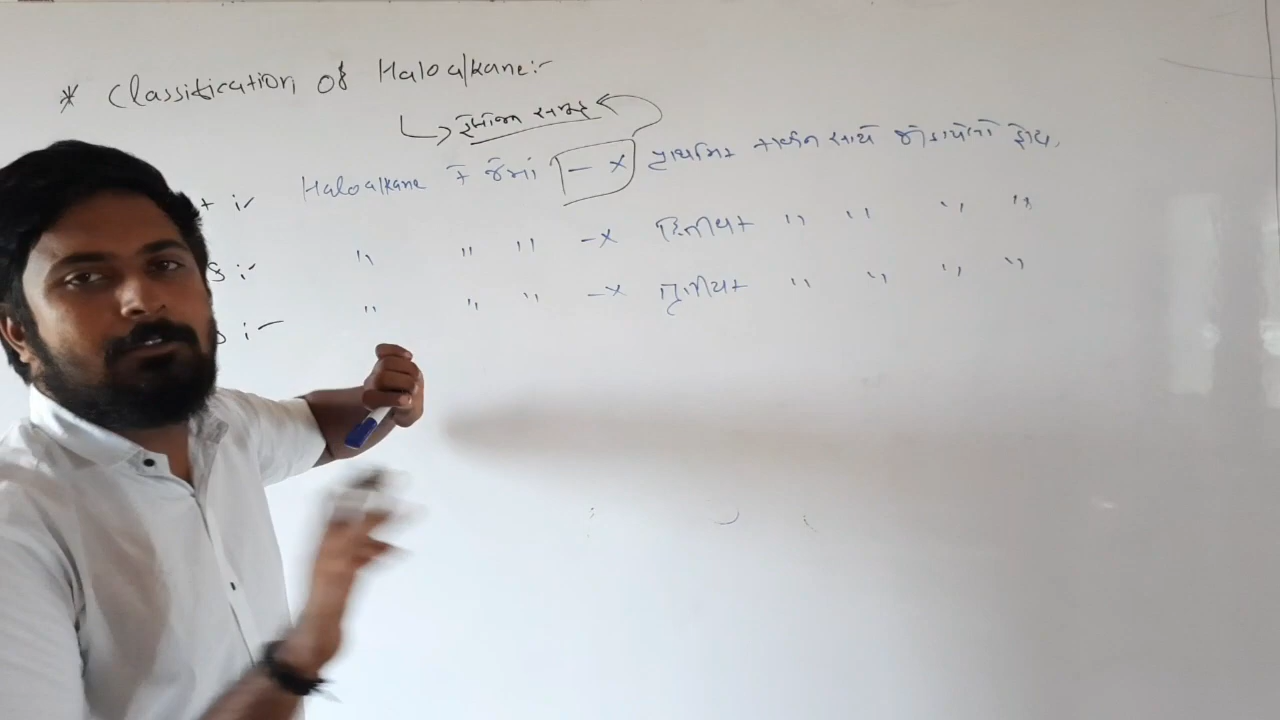 * Classification of Haloalkane:-
↳ હેલોજન સમૂહ
Haloalkane કે જેમાં -X પ્રાથમિક કાર્બન સાથે જોડાયેલો હોય.
" " " -X દ્વિતીયક " " " "
" " " -X તૃતીયક " " " "